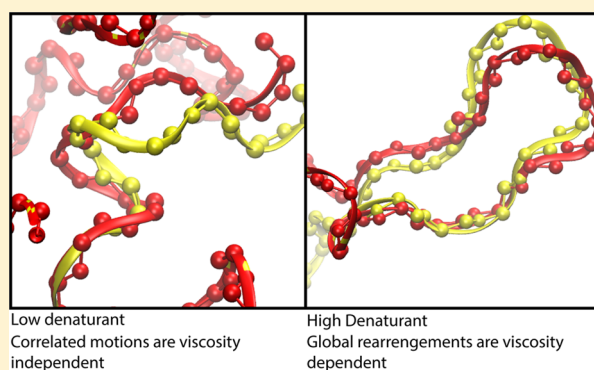 Low denaturant
Correlated motions are viscosity
independent
High Denaturant
Global rearrengements are viscosity
dependent